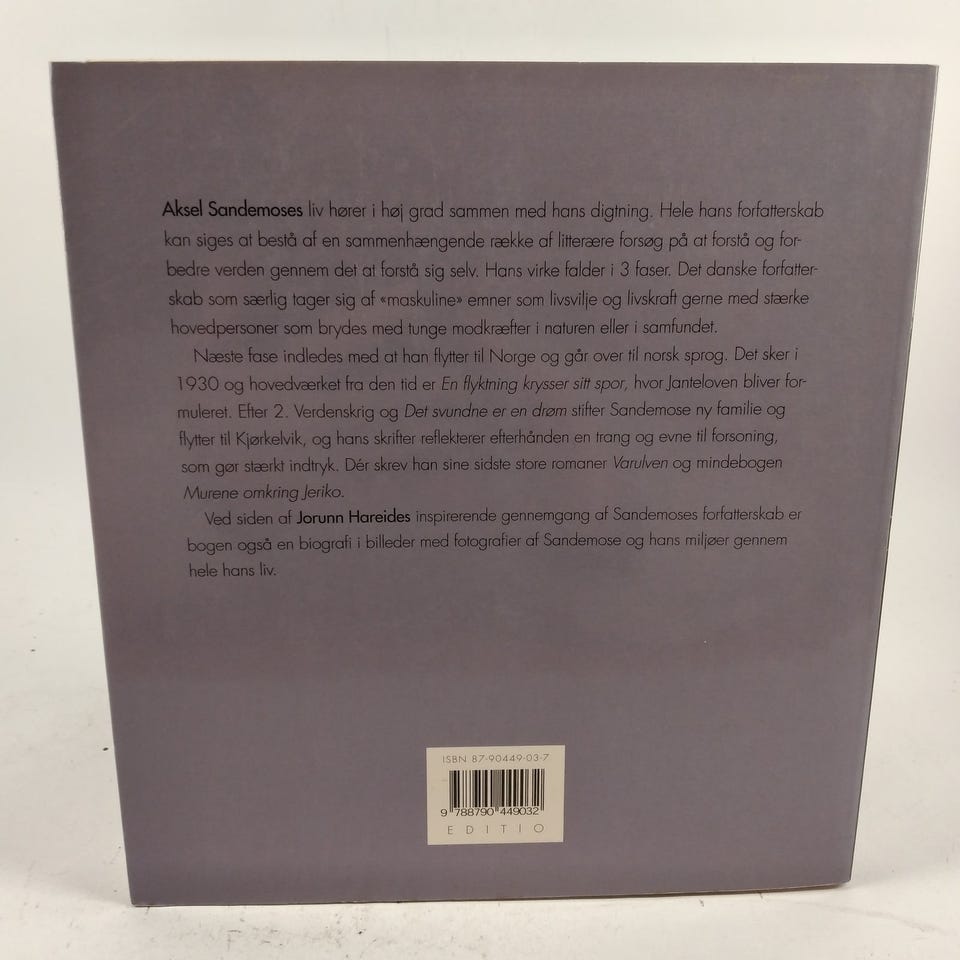 Aksel Sandemoses liv hører i høj grad sammen med hans digtning. Hele hans forfatterskab
kan siges at bestå af en sammenhængende række af litterære forsøg på at forstå og for-
bedre verden gennem det at forstå sig selv. Hans virke falder i 3 faser. Det danske forfatter-
skab som særlig tager sig af «maskuline» emner som livsvilje og livskraft gerne med stærke
hovedpersoner som brydes med tunge modkræfter i naturen eller i samfundet.
Næste fase indledes med at han flytter til Norge og går over til norsk sprog. Det sker i
1930 og hovedværket fra den tid er En flyktning krysser sitt spor, hvor Janteloven bliver for-
muleret. Efter 2. Verdenskrig og Det svundne er en drøm stifter Sandemose ny familie og
flytter til Kjørkelvik, og hans skrifter reflekterer efterhånden en trang og evne til forsoning,
som gør stærkt indtryk. Dér skrev han sine sidste store romaner Varulven og mindebogen
Murene omkring Jeriko.
Ved siden af Jorunn Hareides inspirerende gennemgang af Sandemoses forfatterskab er
bogen også en biografi i billeder med fotografier af Sandemose og hans miljøer gennem
hele hans liv.
ISBN 87-90449-03-7
9 788790 449032
EDITIO